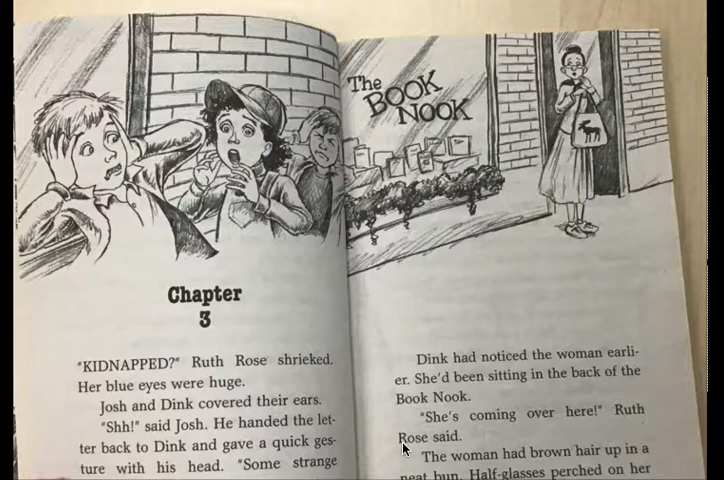 Chapter
3
"KIDNAPPED?" Ruth Rose shrieked.
Her blue eyes were huge.
Josh and Dink covered their ears.
"Shh!" said Josh. He handed the let-
ter back to Dink and gave a quick ges-
ture with his head. "Some strange
The
BOOK
NOOK
Dink had noticed the woman earli-
er. She'd been sitting in the back of the
Book Nook.
"She's coming over here!" Ruth
Rose said.
The woman had brown hair up in a
neat bun. Half-glasses perched on her